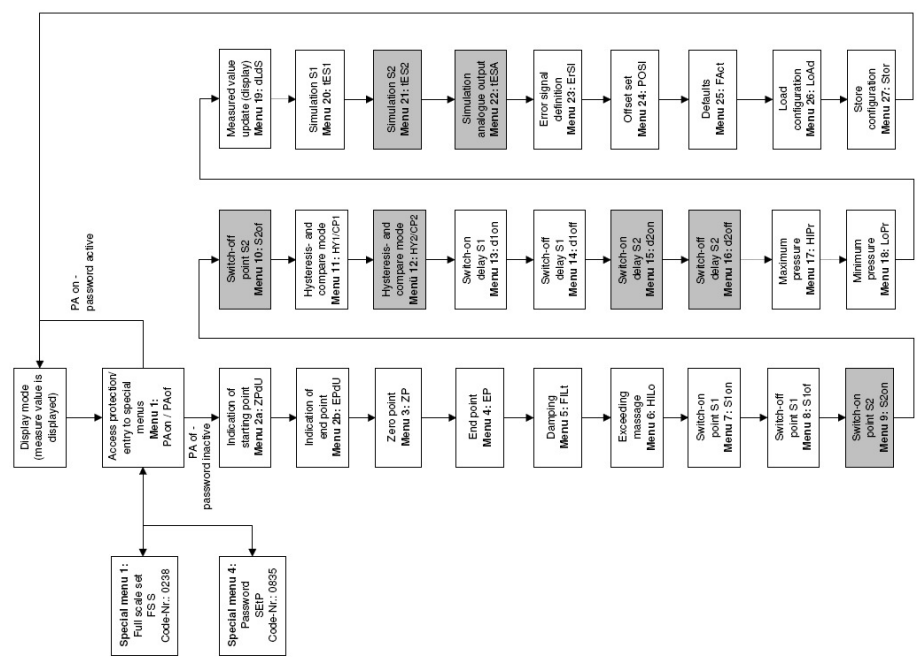 Display mode
(measure value is
displayed)
PA on -
password active
Access protection/
entry to special
menus
Menu 1:
PAon / PAof
PA of -
password inactive
Special menu 1:
Full scale set
FS S
Code-Nr.: 0238
Special menu 4:
Password
SEtP
Code-Nr.: 0835
Indication of
starting point
Menu 2a: ZPdU
Indication of
end point
Menu 2b: EPdU
Zero point
Menu 3: ZP
End point
Menu 4: EP
Damping
Menu 5: FILt
Exceeding
massage
Menu 6: HILo
Switch-on
point S1
Menu 7: S1on
Switch-off
point S1
Menu 8: S1of
Switch-on
point S2
Menu 9: S2on
Switch-off
point S2
Menu 10: S2of
Hysteresis- and
compare mode
Menu 11: HY1/CP1
Hysteresis- and
compare mode
Menü 12: HY2/CP2
Switch-on
delay S1
Menu 13: d1on
Switch-off
delay S1
Menu 14: d1off
Switch-on
delay S2
Menu 15: d2on
Switch-off
delay S2
Menu 16: d2off
Maximum
pressure
Menu 17: HIPr
Minimum
pressure
Menu 18: LoPr
Measured value
update (display)
Menu 19: dLdS
Simulation S1
Menu 20: tES1
Simulation S2
Menu 21: tES2
Simulation
analogue output
Menu 22: tESA
Error signal
definition
Menu 23: ErSI
Offset set
Menu 24: POSI
Defaults
Menu 25: FAct
Load
configuration
Menu 26: LoAd
Store
configuration
Menu 27: Stor